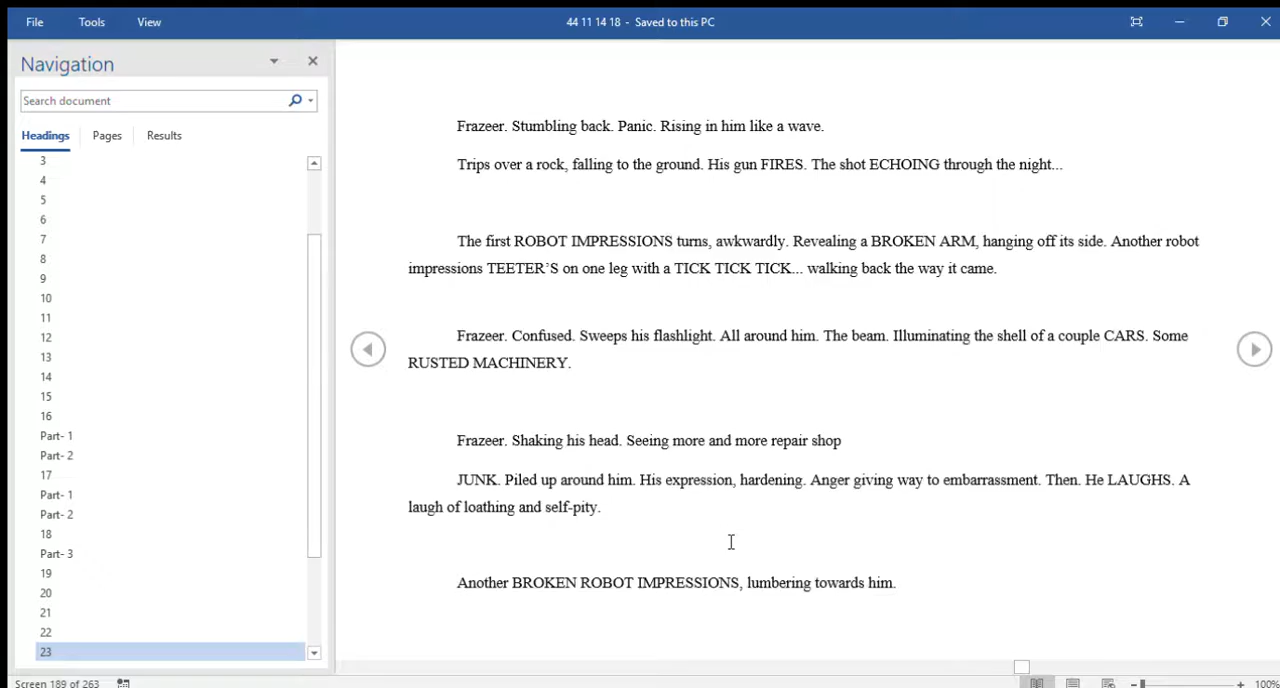 File Tools View 44 11 14 18 - Saved to this PC
Navigation
Search document
Headings Pages Results
3
4
5
6
7
8
9
10
11
12
13
14
15
16
Part- 1
Part- 2
17
Part- 1
Part- 2
18
Part- 3
19
20
21
22
23
Frazeer. Stumbling back. Panic. Rising in him like a wave.
Trips over a rock, falling to the ground. His gun FIRES. The shot ECHOING through the night...
The first ROBOT IMPRESSIONS turns, awkwardly. Revealing a BROKEN ARM, hanging off its side. Another robot
impressions TEETER’S on one leg with a TICK TICK TICK... walking back the way it came.
Frazeer. Confused. Sweeps his flashlight. All around him. The beam. Illuminating the shell of a couple CARS. Some
RUSTED MACHINERY.
Frazeer. Shaking his head. Seeing more and more repair shop
JUNK. Piled up around him. His expression, hardening. Anger giving way to embarrassment. Then. He LAUGHS. A
laugh of loathing and self-pity.
Another BROKEN ROBOT IMPRESSIONS, lumbering towards him.
Screen 189 of 263
100%